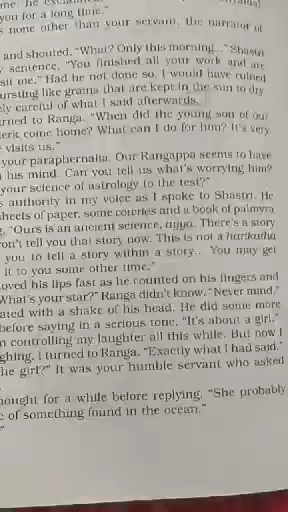 me he
you for a long time."
s none other than your servant, the narrator of
and shouted, "What? Only this morning..." Shastri
sentence, "You finished all your work and are
sit me." Had he not done so, I would have ruined
ursting like grains that are kept in the sun to dry.
ely careful of what I said afterwards.
urned to Ranga. "When did the young son of our
erk come home? What can I do for him? It's very
visits us."
your paraphernalia. Our Rangappa seems to have
his mind. Can you tell us what's worrying him?
your science of astrology to the test?"
s authority in my voice as I spoke to Shastri. He
sheets of paper, some cowries and a book of palmyra
. "Ours is an ancient science, ayya. There's a story
on't tell you that story now. This is not a harikatha
you to tell a story within a story.. You may get
it to you some other time."
oved his lips fast as he counted on his fingers and
What's your star?" Ranga didn't know. "Never mind,"
ated with a shake of his head. He did some more
before saying in a serious tone, "It's about a girl."
n controlling my laughter all this while. But now I
ghing. I turned to Ranga. "Exactly what I had said."
he girl?" It was your humble servant who asked
hought for a while before replying, "She probably
e of something found in the ocean."